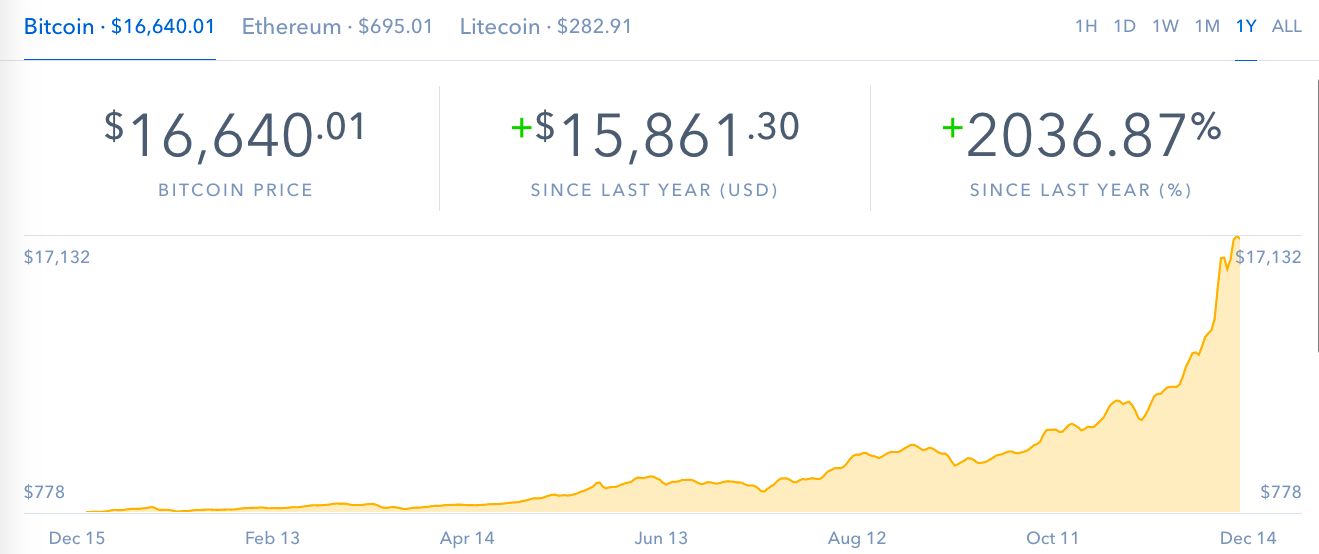 Bitcoin · $16,640.01 Ethereum · $695.01 Litecoin · $282.91 1H 1D 1W 1M 1Y ALL
$16,640.01 +$15,861.30 +2036.87%
BITCOIN PRICE SINCE LAST YEAR (USD) SINCE LAST YEAR (%)
$17,132 $17,132
$778 $778
Dec 15 Feb 13 Apr 14 Jun 13 Aug 12 Oct 11 Dec 14